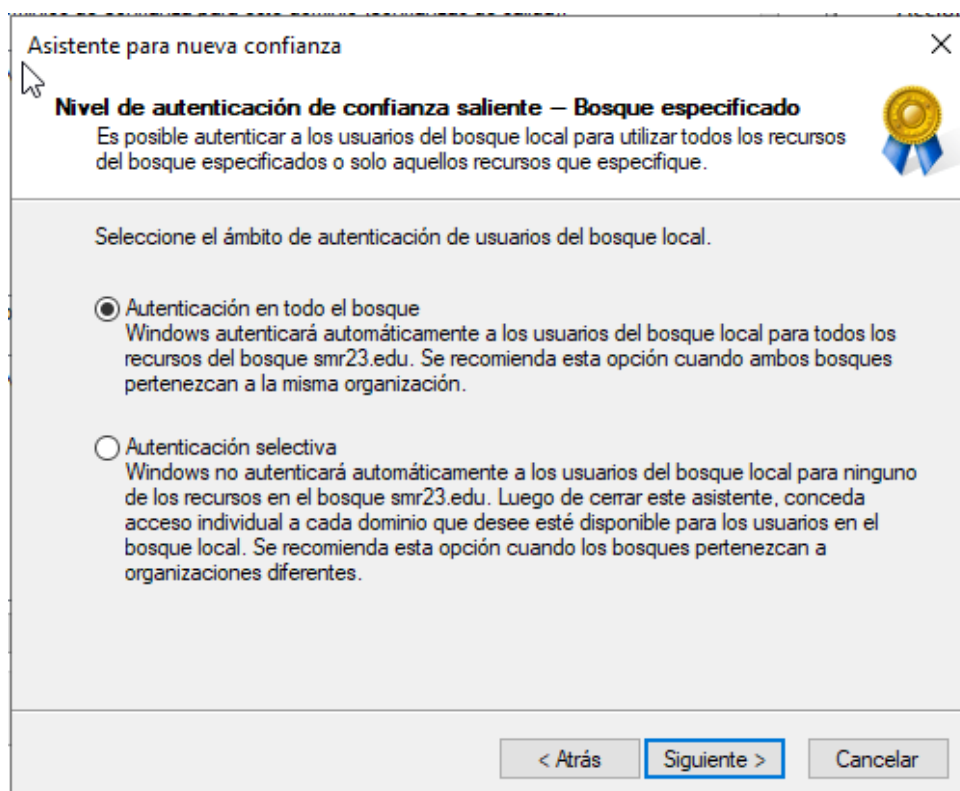 Asistente para nueva confianza
Nivel de autenticación de confianza saliente – Bosque especificado
Es posible autenticar a los usuarios del bosque local para utilizar todos los recursos
del bosque especificados o solo aquellos recursos que especifique.
Seleccione el ámbito de autenticación de usuarios del bosque local.
Autenticación en todo el bosque
Windows autenticará automáticamente a los usuarios del bosque local para todos los
recursos del bosque smr23.edu. Se recomienda esta opción cuando ambos bosques
pertenezcan a la misma organización.
Autenticación selectiva
Windows no autenticará automáticamente a los usuarios del bosque local para ninguno
de los recursos en el bosque smr23.edu. Luego de cerrar este asistente, conceda
acceso individual a cada dominio que desee esté disponible para los usuarios en el
bosque local. Se recomienda esta opción cuando los bosques pertenezcan a
organizaciones diferentes.
< Atrás
Siguiente >
Cancelar